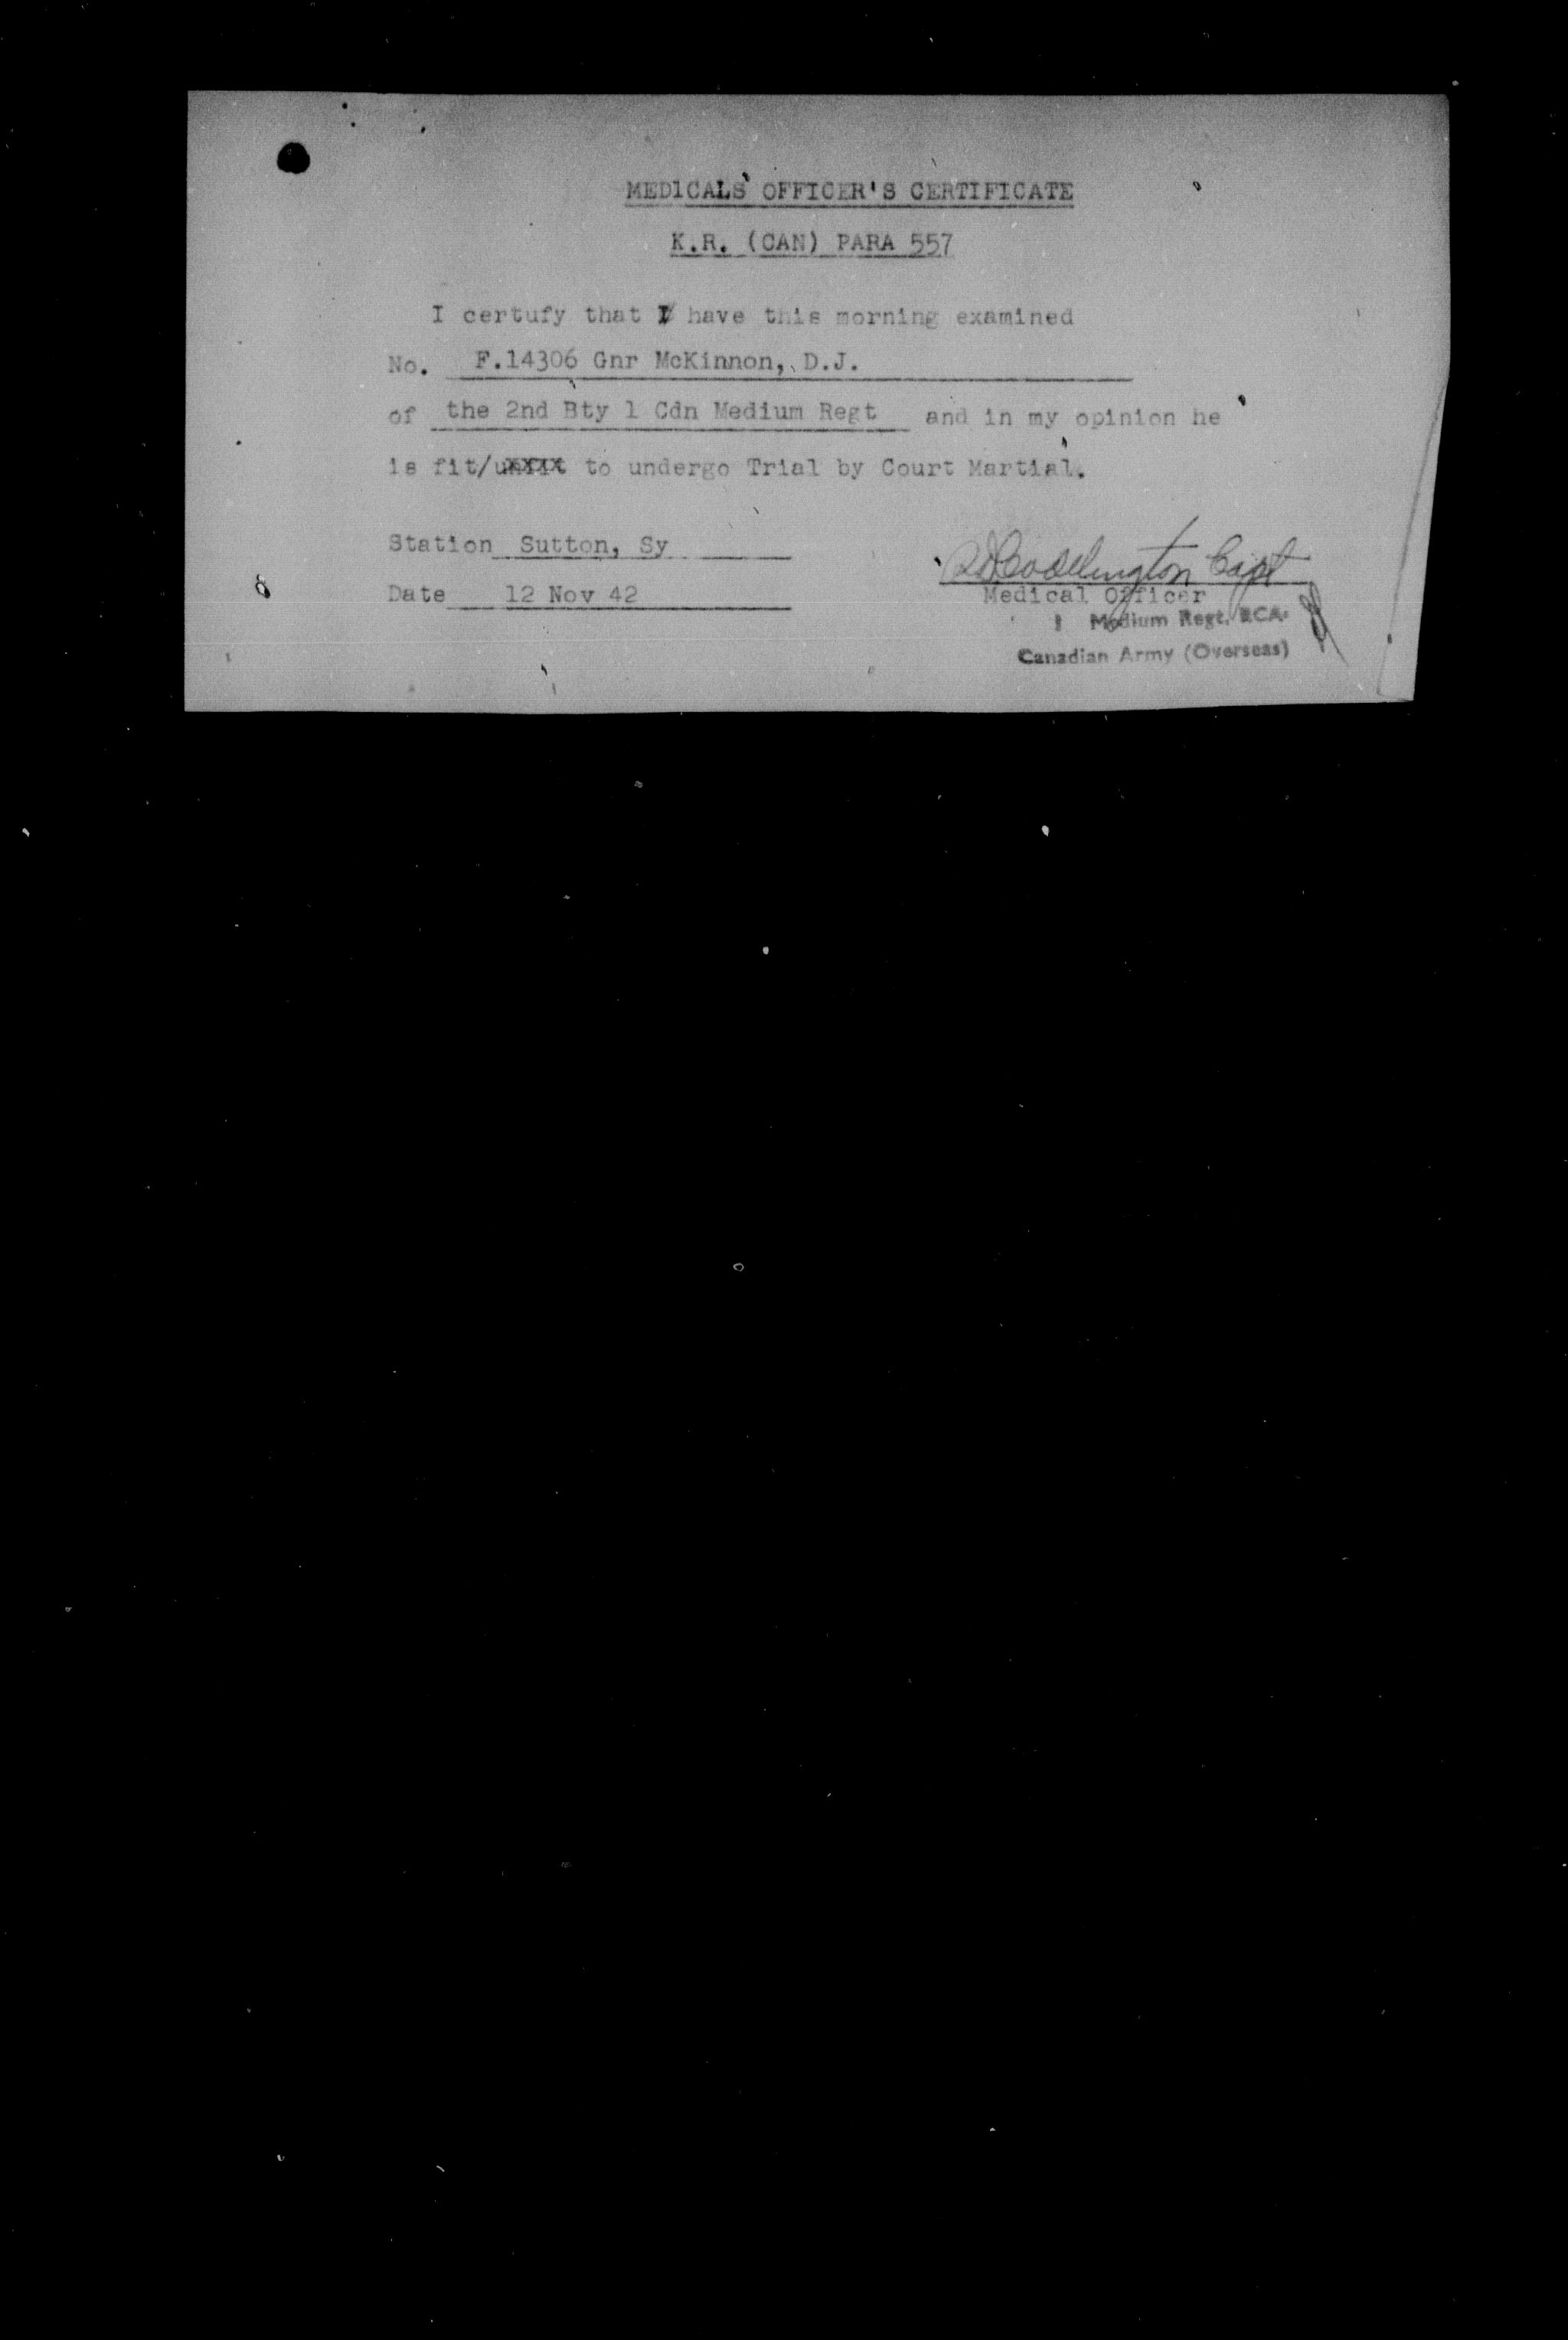 MEDICALS OFFICER'S CERTIFICATE
K.R. (CAN) PARA 557
I certufy that I have this morning examined
No. F.14306 Gnr McKinnon, D.J.
of the 2nd Bty 1 Cdn Medium Regt and in my opinion he
is fit/unfit to undergo Trial by Court Martial.
Station Sutton, Sy
Coddington Capt
Date 12 Nov 42
Medical Officer
1 Medium Regt. RCA
Canadian Army (Overseas)